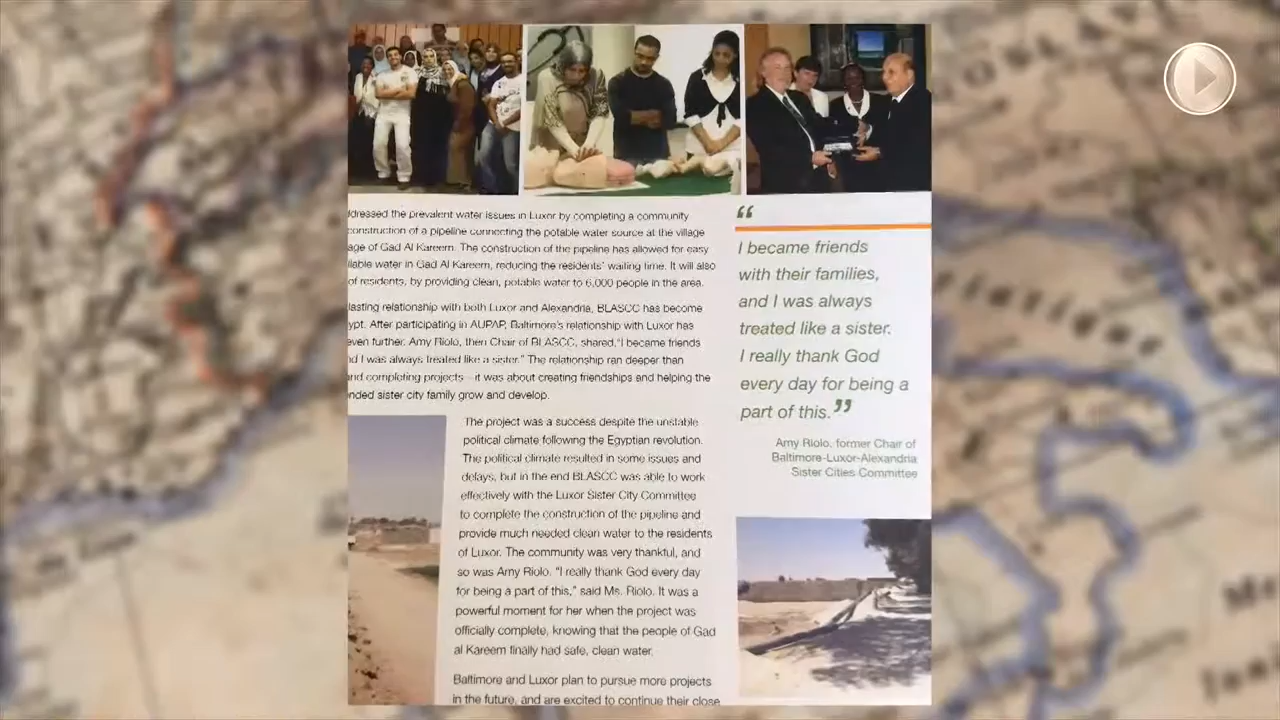 ddressed the prevalent water issues in Luxor by completing a community
construction of a pipeline connecting the potable water source at the village
age of Gad Al Kareem. The construction of the pipeline has allowed for easy
ilable water in Gad Al Kareem, reducing the residents' waiting time. It will also
of residents, by providing clean, potable water to 6,000 people in the area.
lasting relationship with both Luxor and Alexandria, BLASCC has become
ypt. After participating in AUPAP, Baltimore's relationship with Luxor has
even further. Amy Riolo, then Chair of BLASCC, shared, "I became friends
nd I was always treated like a sister." The relationship ran deeper than
and completing projects – it was about creating friendships and helping the
nded sister city family grow and develop.
The project was a success despite the unstable
political climate following the Egyptian revolution.
The political climate resulted in some issues and
delays, but in the end BLASCC was able to work
effectively with the Luxor Sister City Committee
to complete the construction of the pipeline and
provide much needed clean water to the residents
of Luxor. The community was very thankful, and
so was Amy Riolo. "I really thank God every day
for being a part of this," said Ms. Riolo. It was a
powerful moment for her when the project was
officially complete, knowing that the people of Gad
al Kareem finally had safe, clean water.
Baltimore and Luxor plan to pursue more projects
in the future, and are excited to continue their close
“
I became friends
with their families,
and I was always
treated like a sister.
I really thank God
every day for being a
part of this.”
Amy Riolo, former Chair of
Baltimore-Luxor-Alexandria
Sister Cities Committee